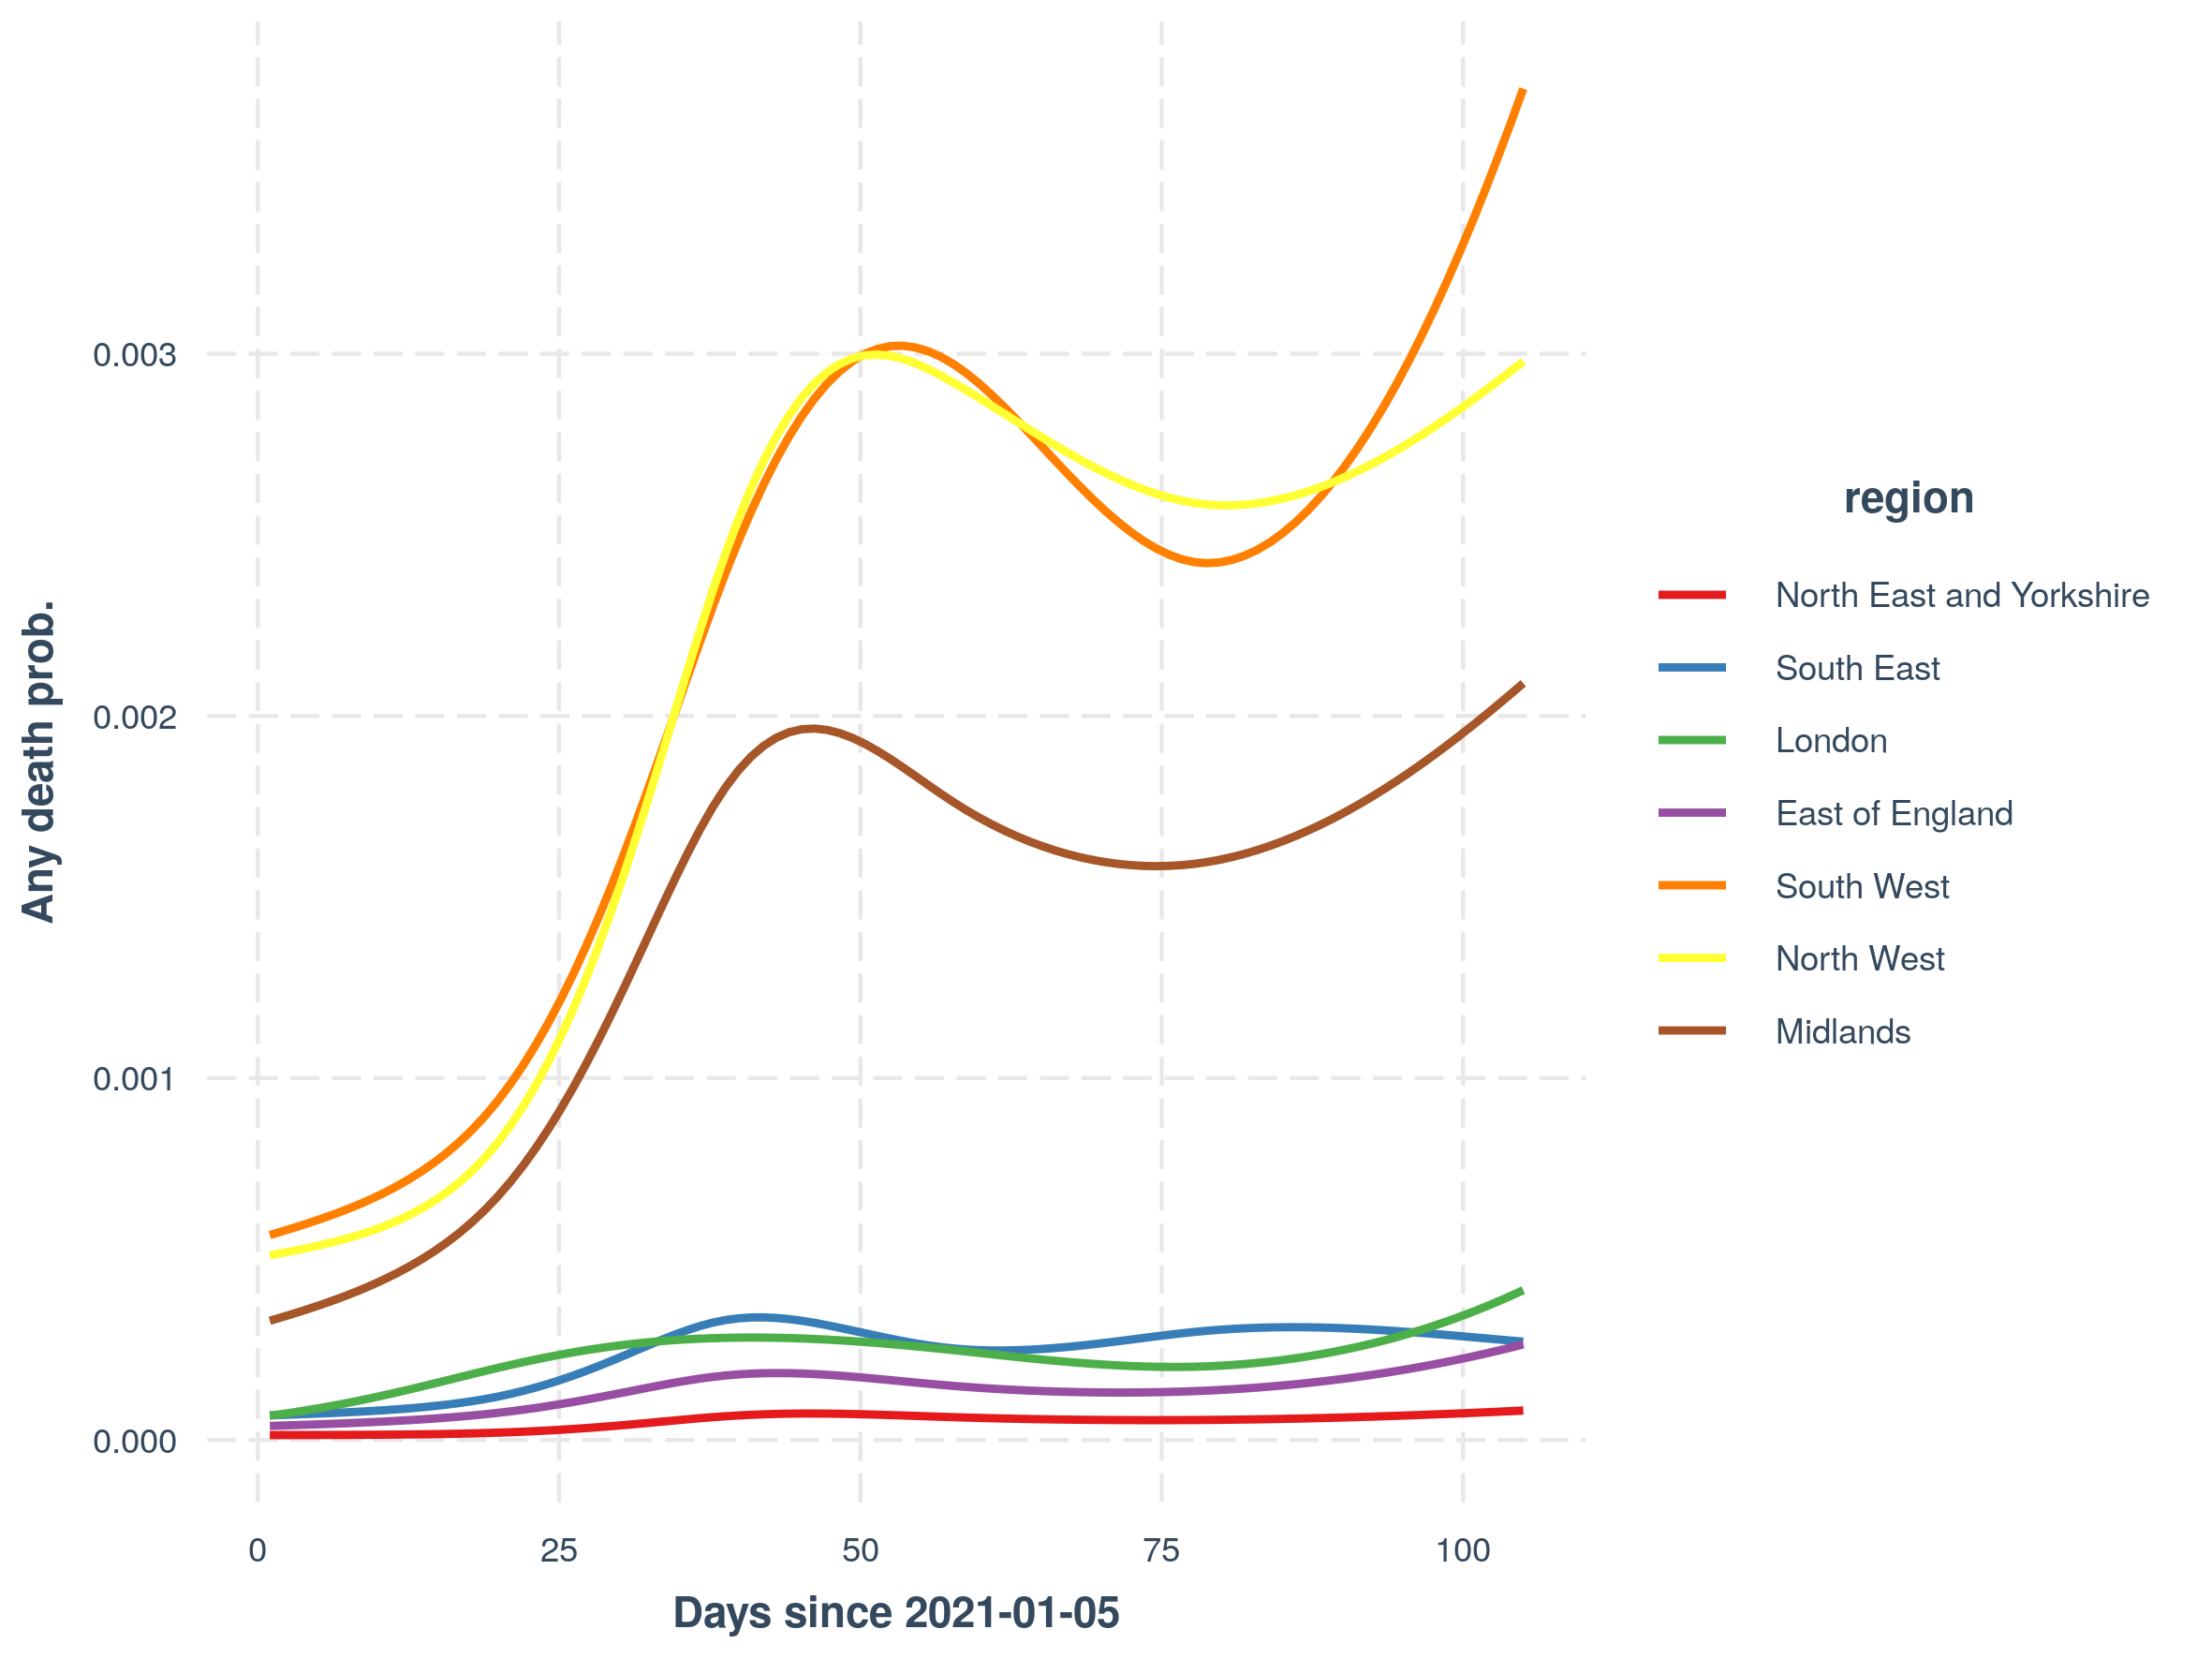 Any death prob.
0.003
0.002
0.001
0.000
0
25
50
75
100
Days since 2021-01-05
region
North East and Yorkshire
South East
London
East of England
South West
North West
Midlands